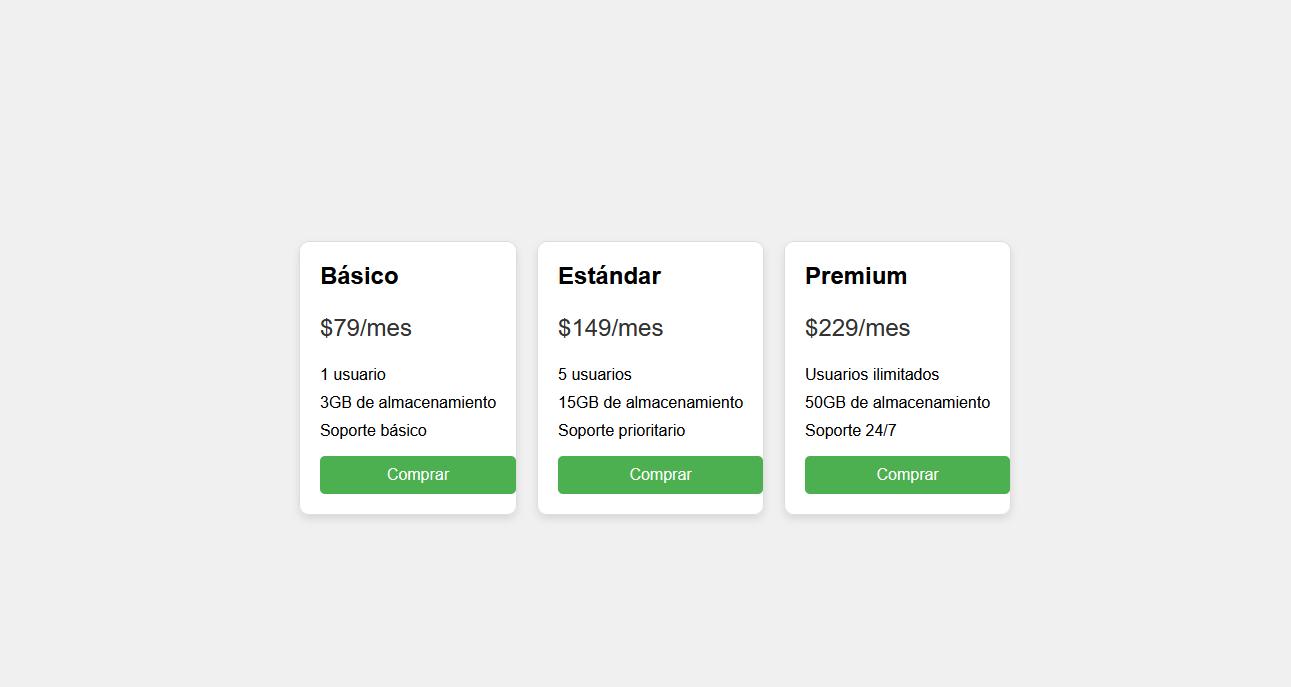 Básico
$79/mes
1 usuario
3GB de almacenamiento
Soporte básico
Comprar
Estándar
$149/mes
5 usuarios
15GB de almacenamiento
Soporte prioritario
Comprar
Premium
$229/mes
Usuarios ilimitados
50GB de almacenamiento
Soporte 24/7
Comprar